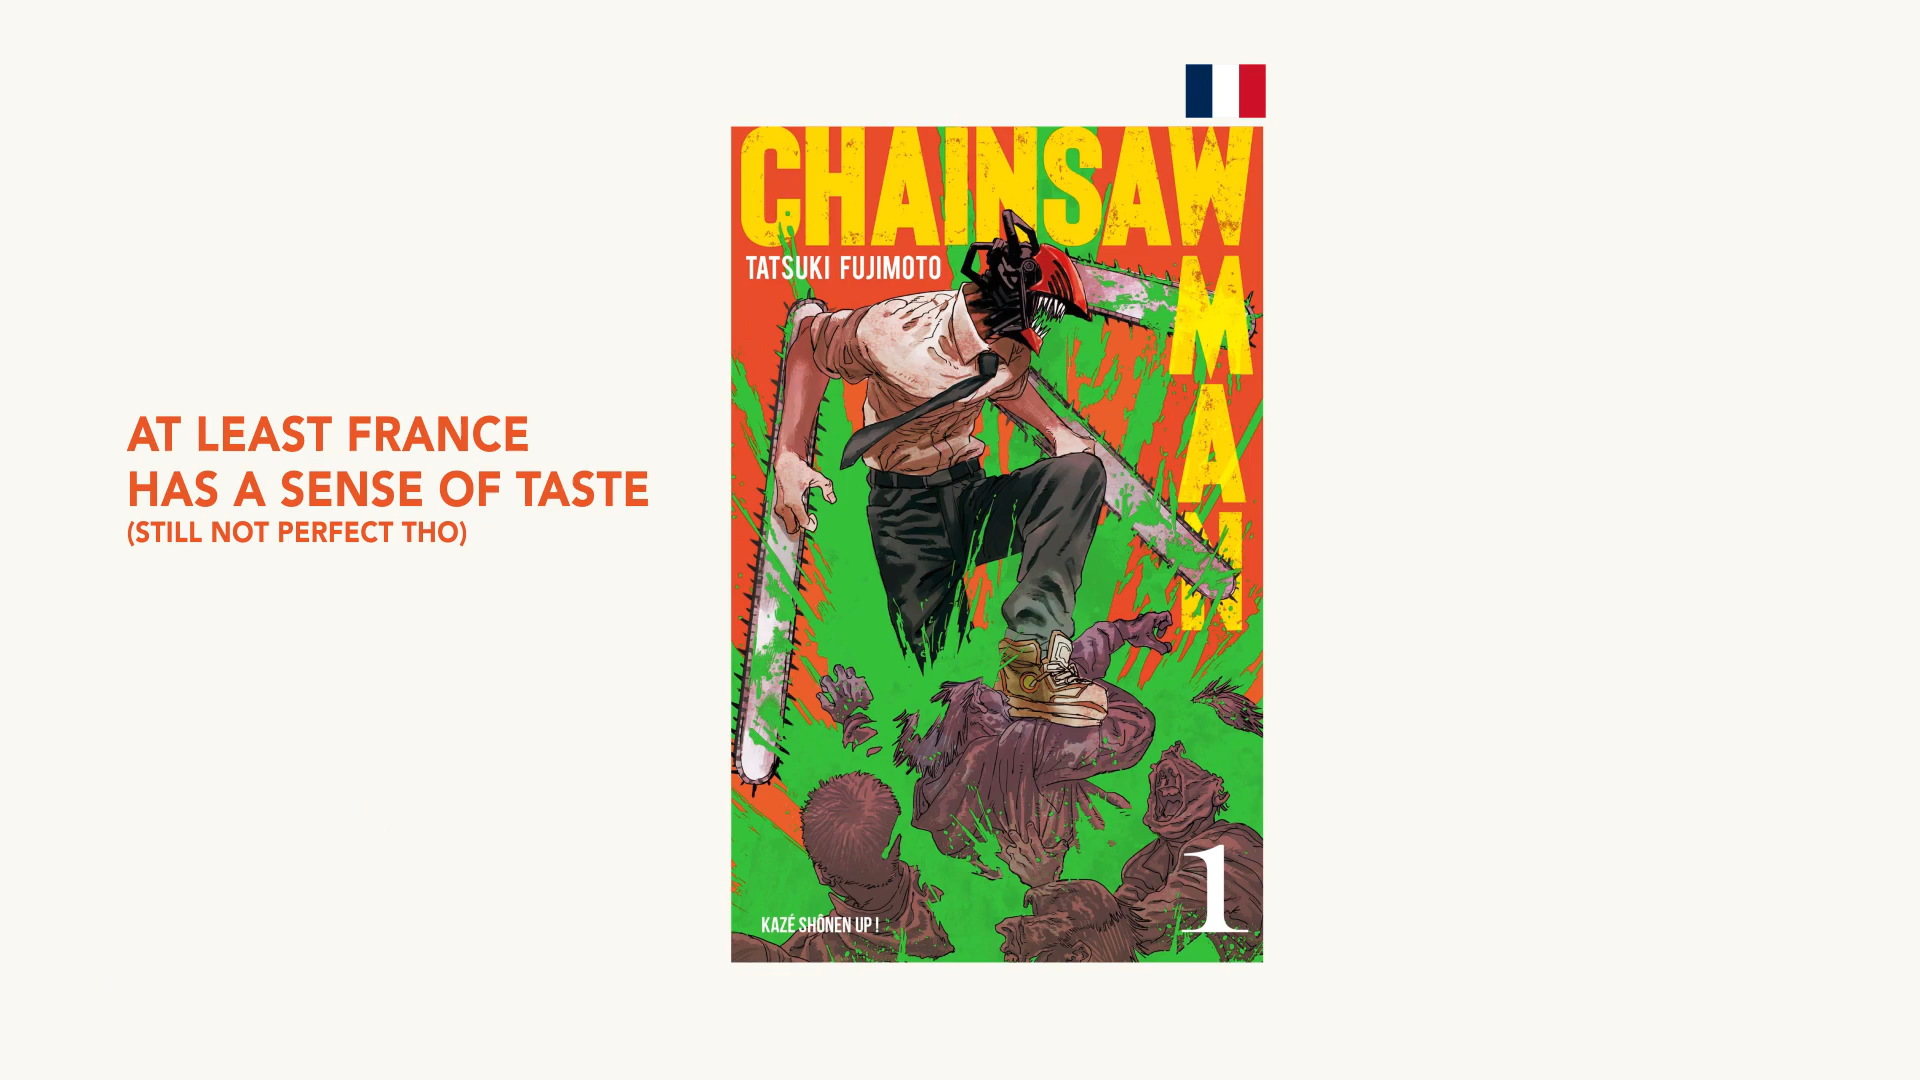 AT LEAST FRANCE
HAS A SENSE OF TASTE
(STILL NOT PERFECT THO)
CHAINSAW
MAN
TATSUKI FUJIMOTO
KAZÉ SHÔNEN UP !
1